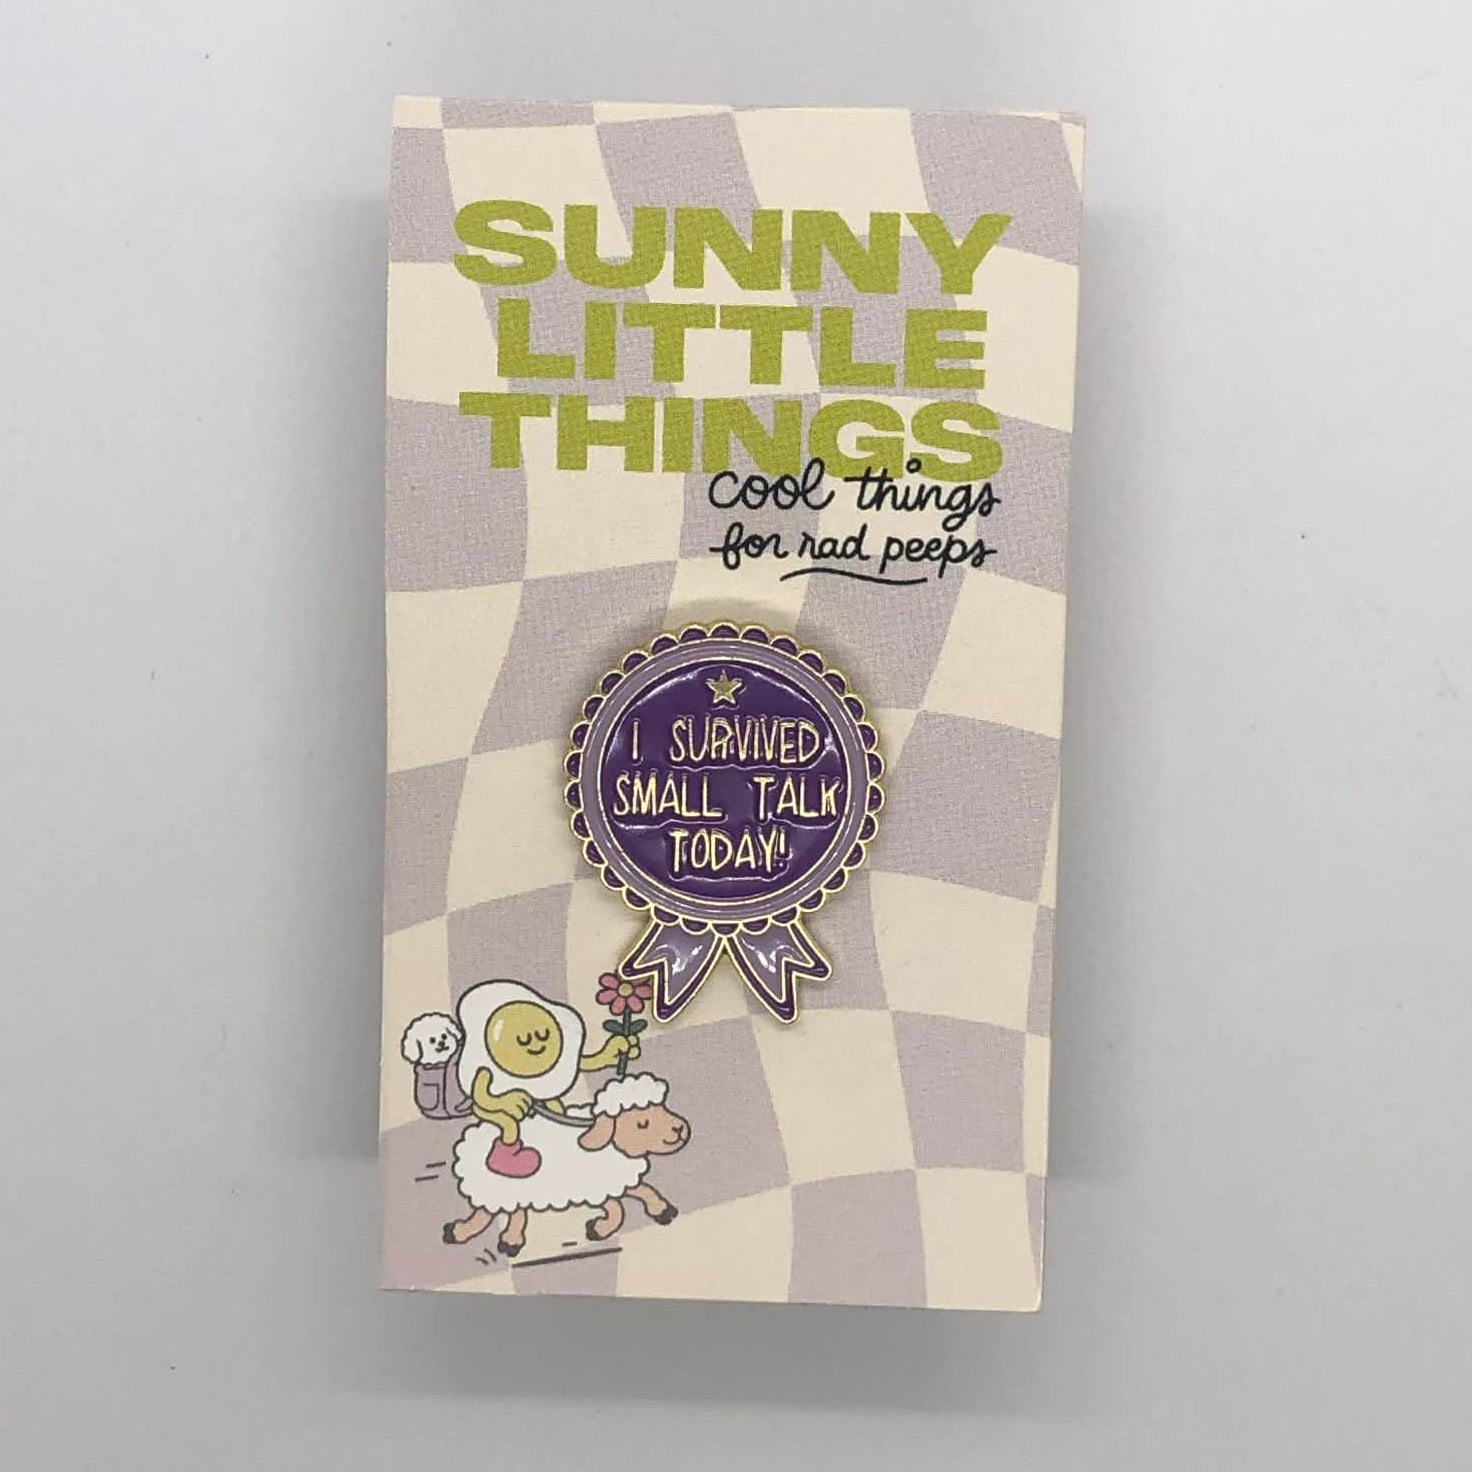 SUNNY
LITTLE
THINGS
cool things
for rad peeps
I SURVIVED
SMALL TALK
TODAY!